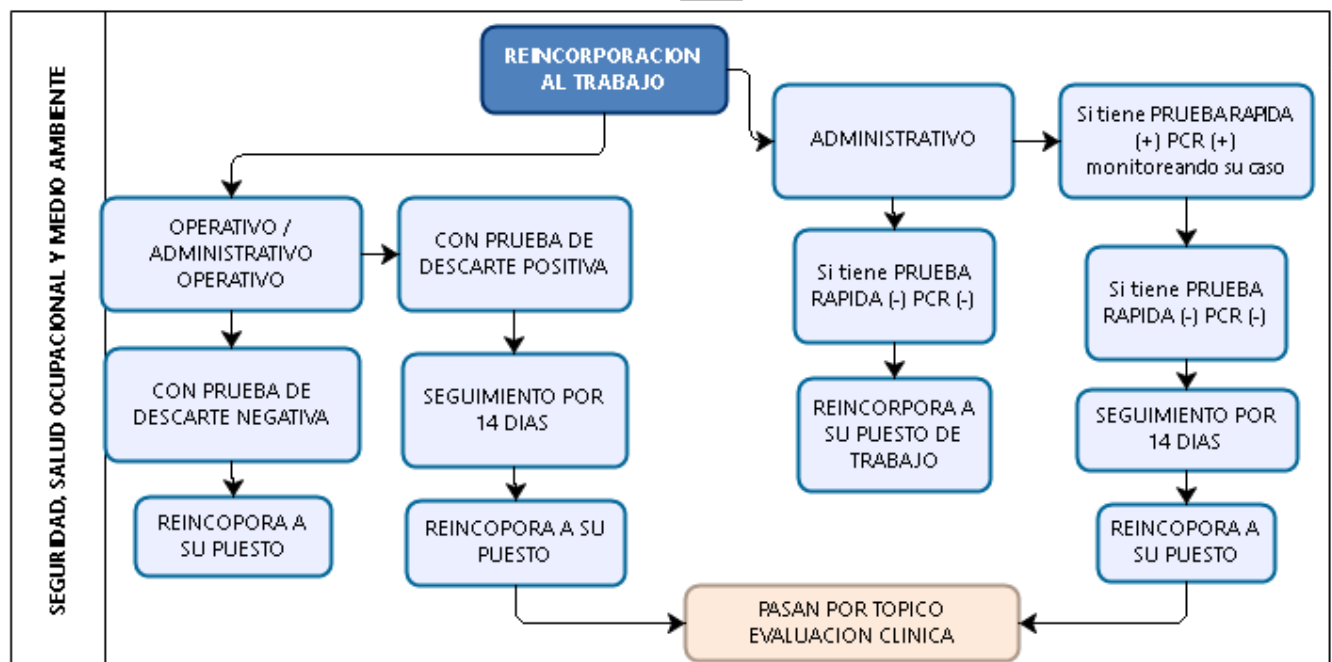 SEGURIDAD, SALUD OCUPACIONAL Y MEDIO AMBIENTE
REINCORPORACION
AL TRABAJO
OPERATIVO /
ADMINISTRATIVO
OPERATIVO
CON PRUEBA DE
DESCARTE NEGATIVA
REINCOPORA A
SU PUESTO
CON PRUEBA DE
DESCARTE POSITIVA
SEGUIMIENTO POR
14 DIAS
REINCOPORA A SU
PUESTO
ADMINISTRATIVO
Si tiene PRUEBA
RAPIDA (-) PCR (-)
REINCORPORA A
SU PUESTO DE
TRABAJO
Si tiene PRUEBA RAPIDA
(+) PCR (+)
monitoreando su caso
Si tiene PRUEBA
RAPIDA (-) PCR (-)
SEGUIMIENTO POR
14 DIAS
REINCOPORA A
SU PUESTO
PASAN POR TOPICO
EVALUACION CLINICA